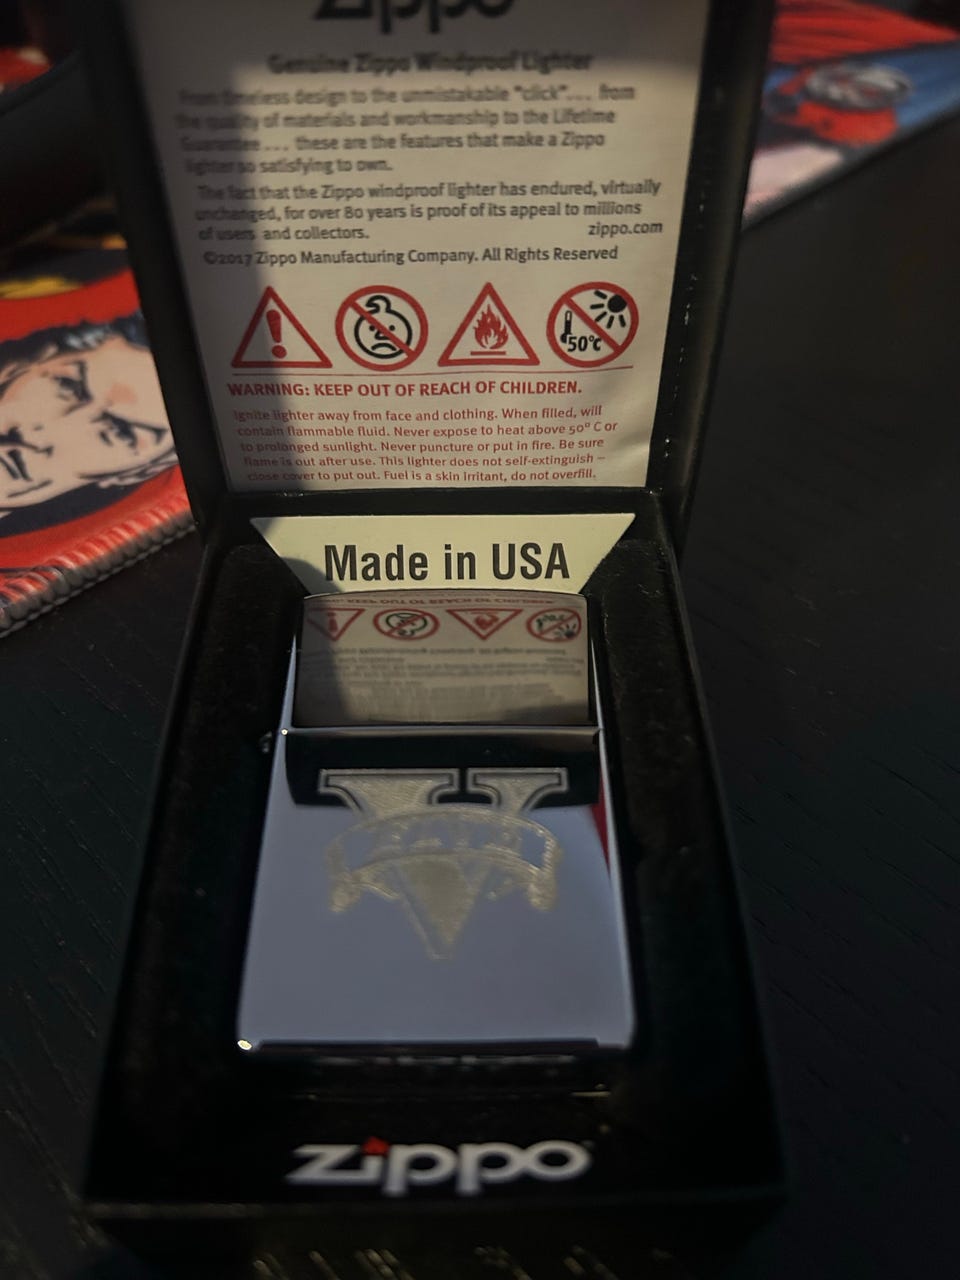 Zippo
Genuine Zippo Windproof Lighter
From timeless design to the unmistakable "click"... from
the quality of materials and workmanship to the Lifetime
Guarantee... these are the features that make a Zippo
lighter so satisfying to own.
The fact that the Zippo windproof lighter has endured, virtually
unchanged, for over 80 years is proof of its appeal to millions
of users and collectors. zippo.com
©2017 Zippo Manufacturing Company. All Rights Reserved
50°C
WARNING: KEEP OUT OF REACH OF CHILDREN.
Ignite lighter away from face and clothing. When filled, will
contain flammable fluid. Never expose to heat above 50° C or
to prolonged sunlight. Never puncture or put in fire. Be sure
flame is out after use. This lighter does not self-extinguish –
close cover to put out. Fuel is a skin irritant, do not overfill.
Made in USA
V
zippo